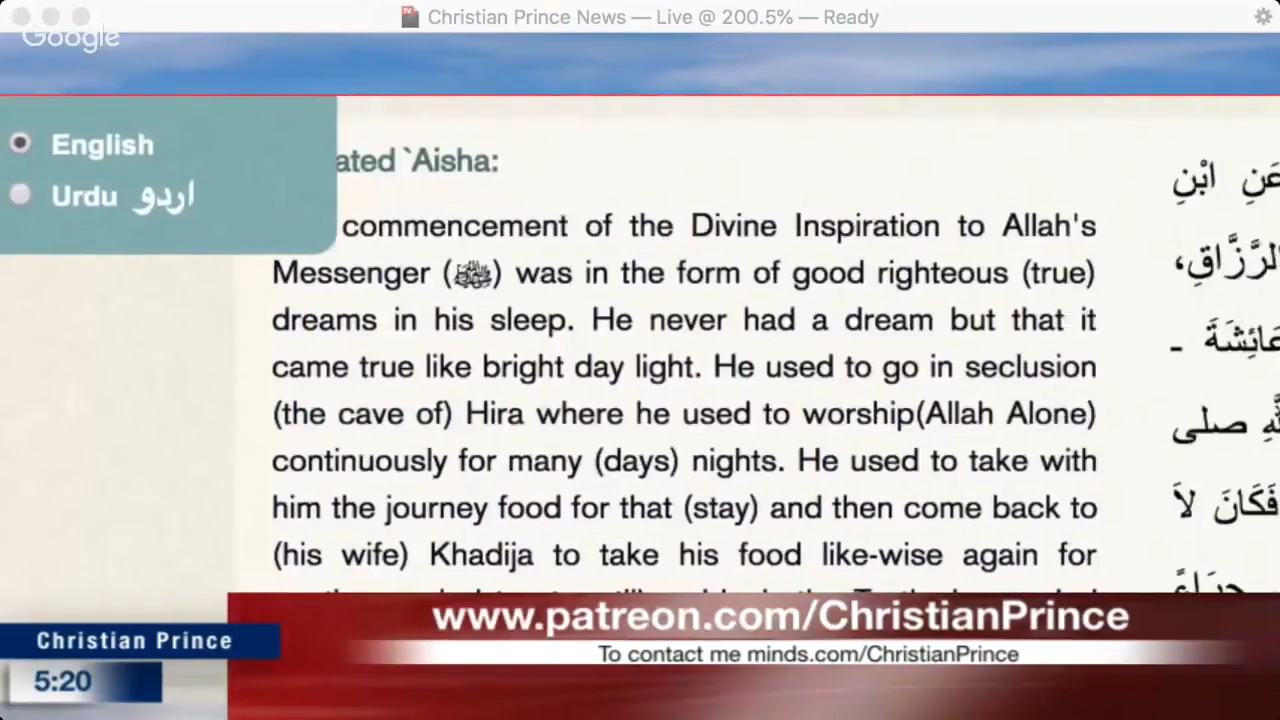 Christian Prince News — Live @ 200.5% — Ready
Google
English
Urdu اردو
ated `Aisha:
commencement of the Divine Inspiration to Allah's
Messenger (ﷺ) was in the form of good righteous (true)
dreams in his sleep. He never had a dream but that it
came true like bright day light. He used to go in seclusion
(the cave of) Hira where he used to worship(Allah Alone)
continuously for many (days) nights. He used to take with
him the journey food for that (stay) and then come back to
(his wife) Khadija to take his food like-wise again for
عَنِ ابْنِ
الرَّزَّاقِ،
عَائِشَةَ ـ
صلى
فَكَانَ لاَ
www.patreon.com/ChristianPrince
To contact me minds.com/ChristianPrince
Christian Prince
5:20